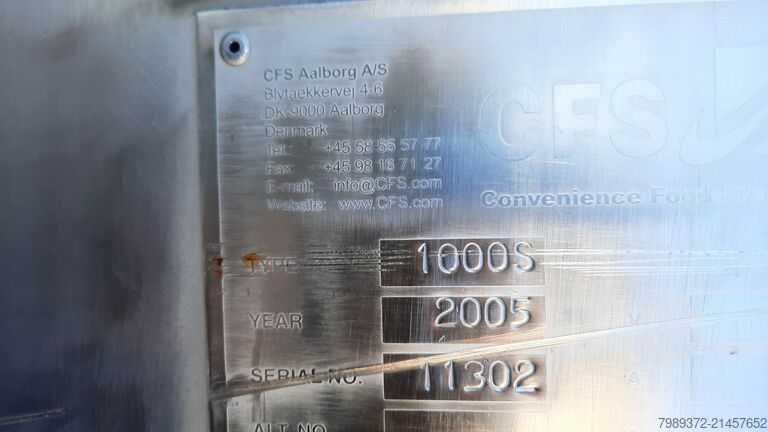 CFS Aalborg A/S
Blytaekkervej 4-6
DK-9000 Aalborg
Denmark
Tel.: +45 58 55 57 77
Fax: +45 98 16 71 27
E-mail: info@CFS.com
Website: www.CFS.com
CFS
Convenience Food
TYPE 1000S
YEAR 2005 V
SERIAL NO. 11302 A
ALT. NO.
7989372-21457652